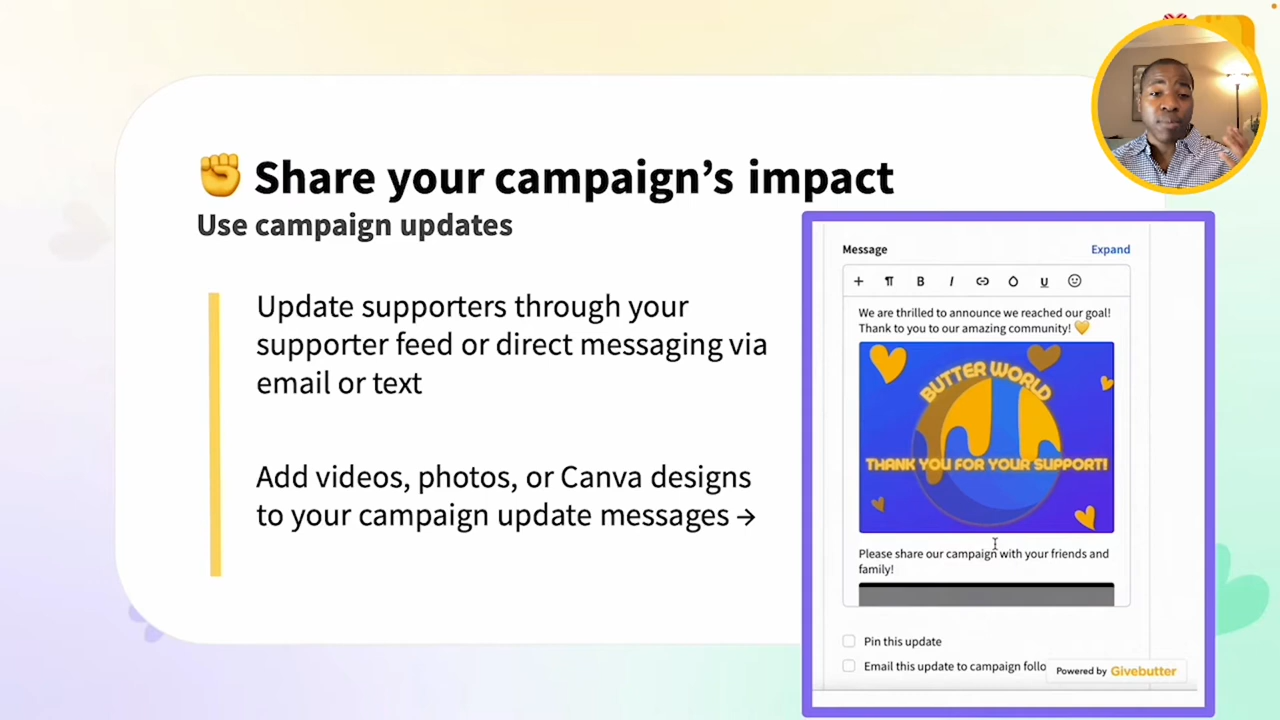 ✊ Share your campaign’s impact
Use campaign updates
Update supporters through your
supporter feed or direct messaging via
email or text
Add videos, photos, or Canva designs
to your campaign update messages →
Message
Expand
+ ¶ B I U
We are thrilled to announce we reached our goal!
Thank you to our amazing community! 💛
BUTTER WORLD
THANK YOU FOR YOUR SUPPORT!
Please share our campaign with your friends and
family!
Pin this update
Email this update to campaign follo
Powered by Givebutter